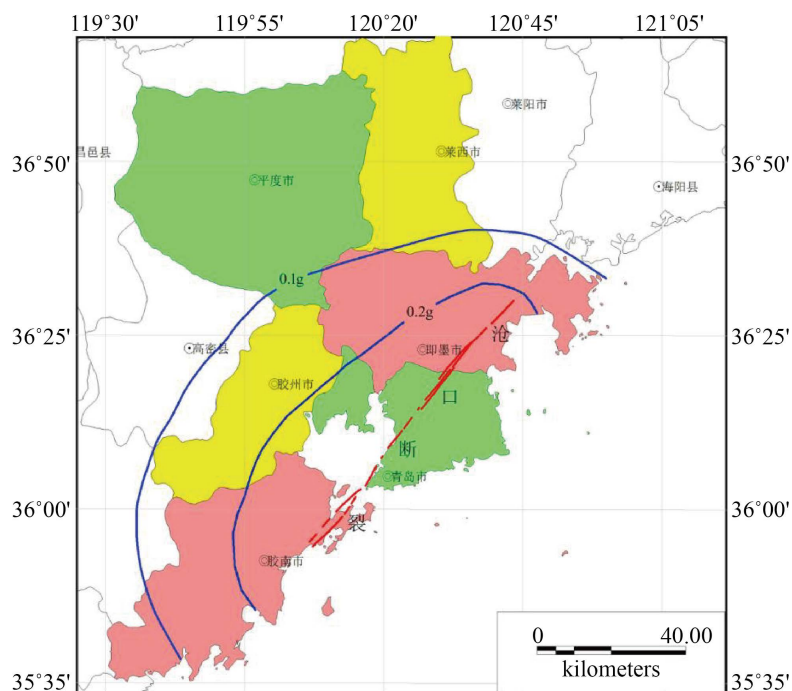 119°30' 119°55' 120°20' 120°45' 121°05'
莱阳市
昌邑县
莱西市
36°50' 36°50'
平度市
海阳县
0.1g
0.2g
沧
36°25' 36°25'
高密县
即墨市
胶州市
口
断
青岛市
36°00' 36°00'
裂
胶南市
0 40.00
kilometers
35°35' 35°35'